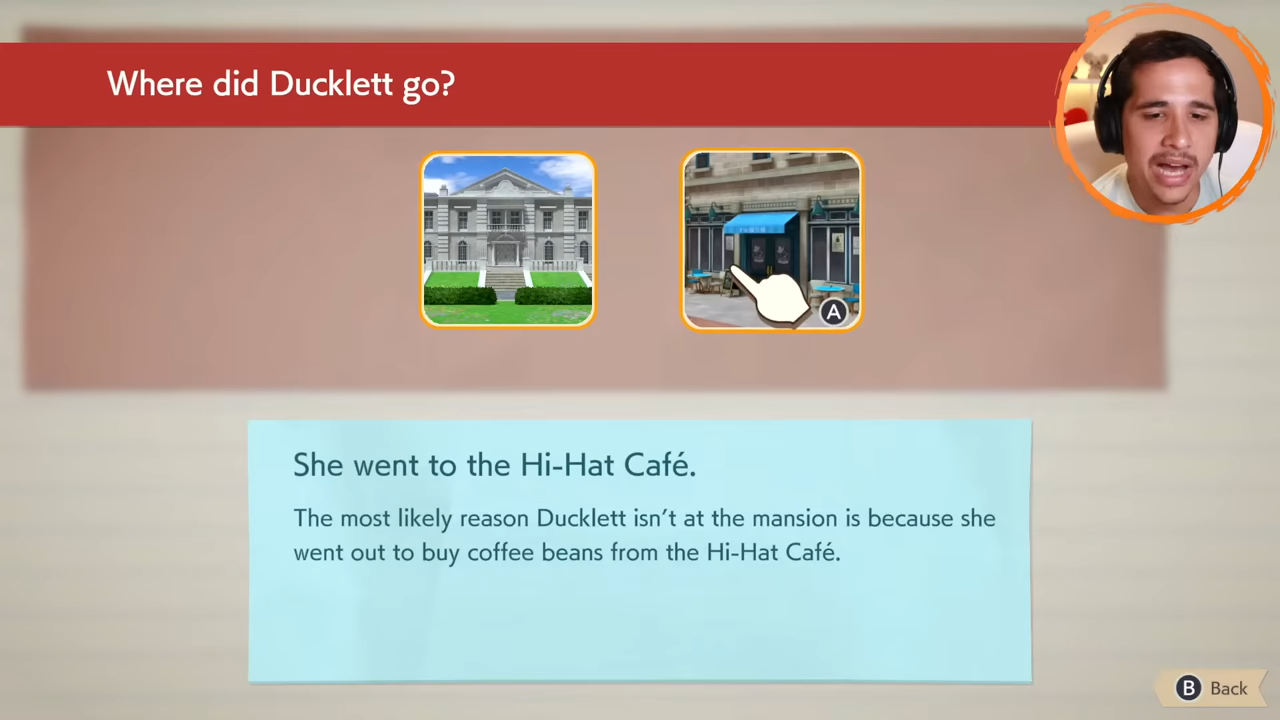 Where did Ducklett go?
A
She went to the Hi-Hat Café.
The most likely reason Ducklett isn't at the mansion is because she
went out to buy coffee beans from the Hi-Hat Café.
B Back